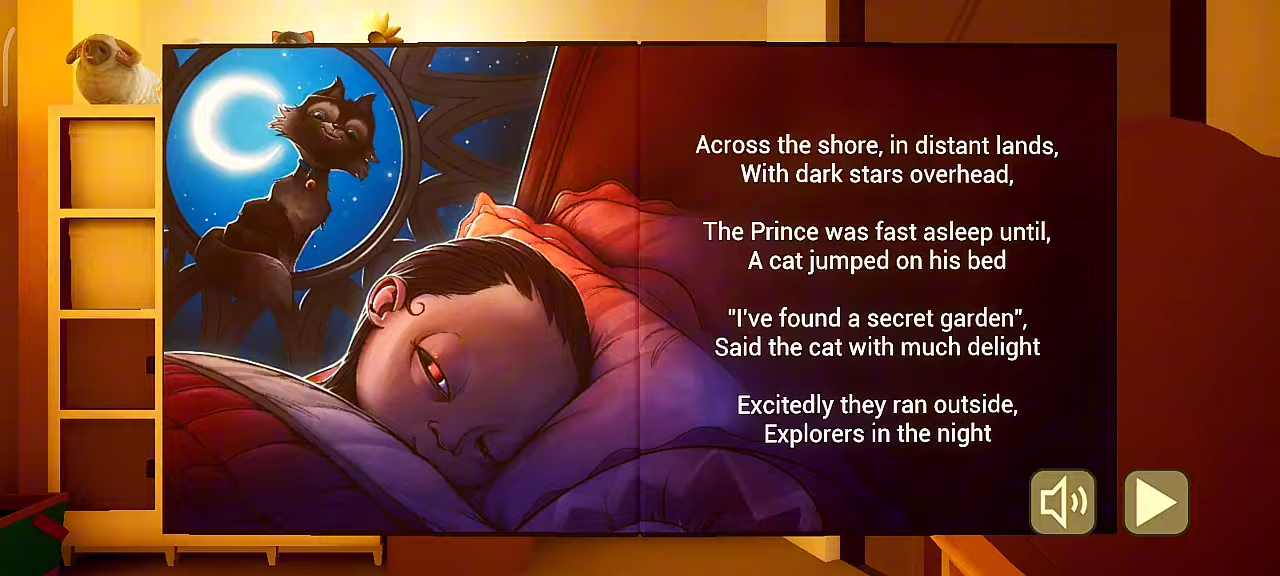 Across the shore, in distant lands,
With dark stars overhead,
The Prince was fast asleep until,
A cat jumped on his bed
"I've found a secret garden",
Said the cat with much delight
Excitedly they ran outside,
Explorers in the night